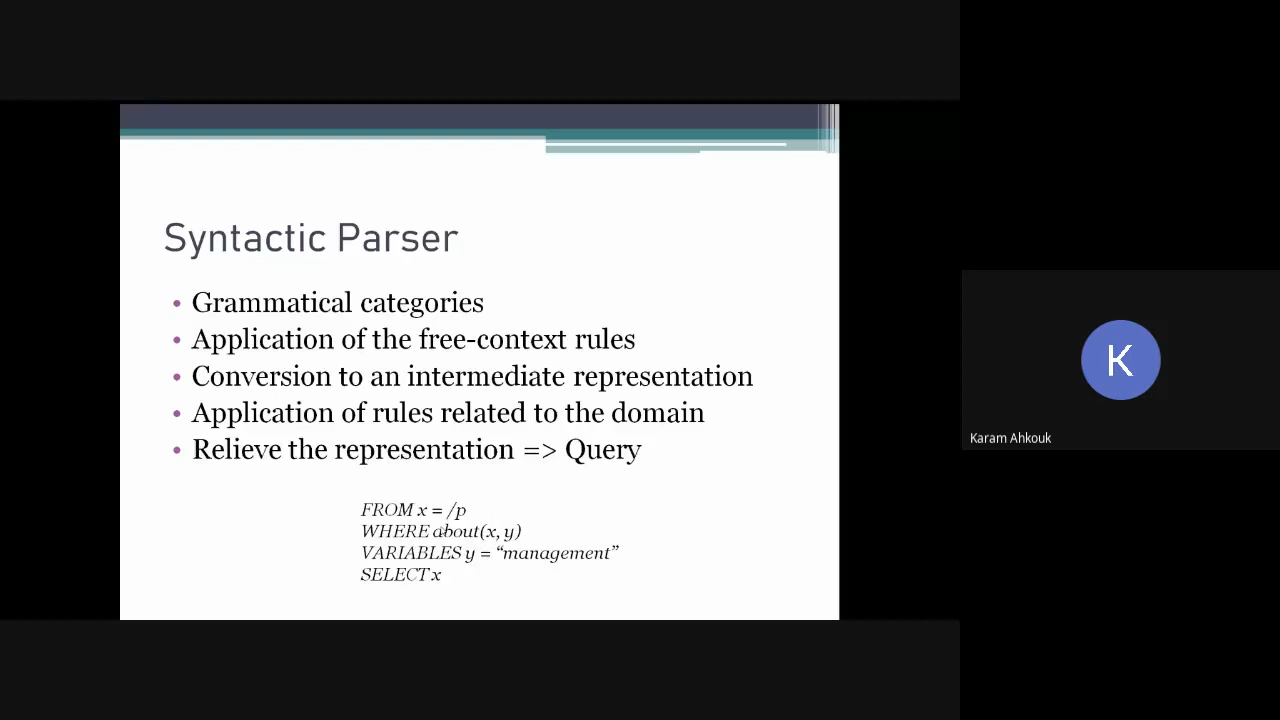 Syntactic Parser
• Grammatical categories
• Application of the free-context rules
• Conversion to an intermediate representation
• Application of rules related to the domain
• Relieve the representation => Query
FROM x = /p
WHERE about(x, y)
VARIABLES y = “management”
SELECT x
K
Karam Ahkouk